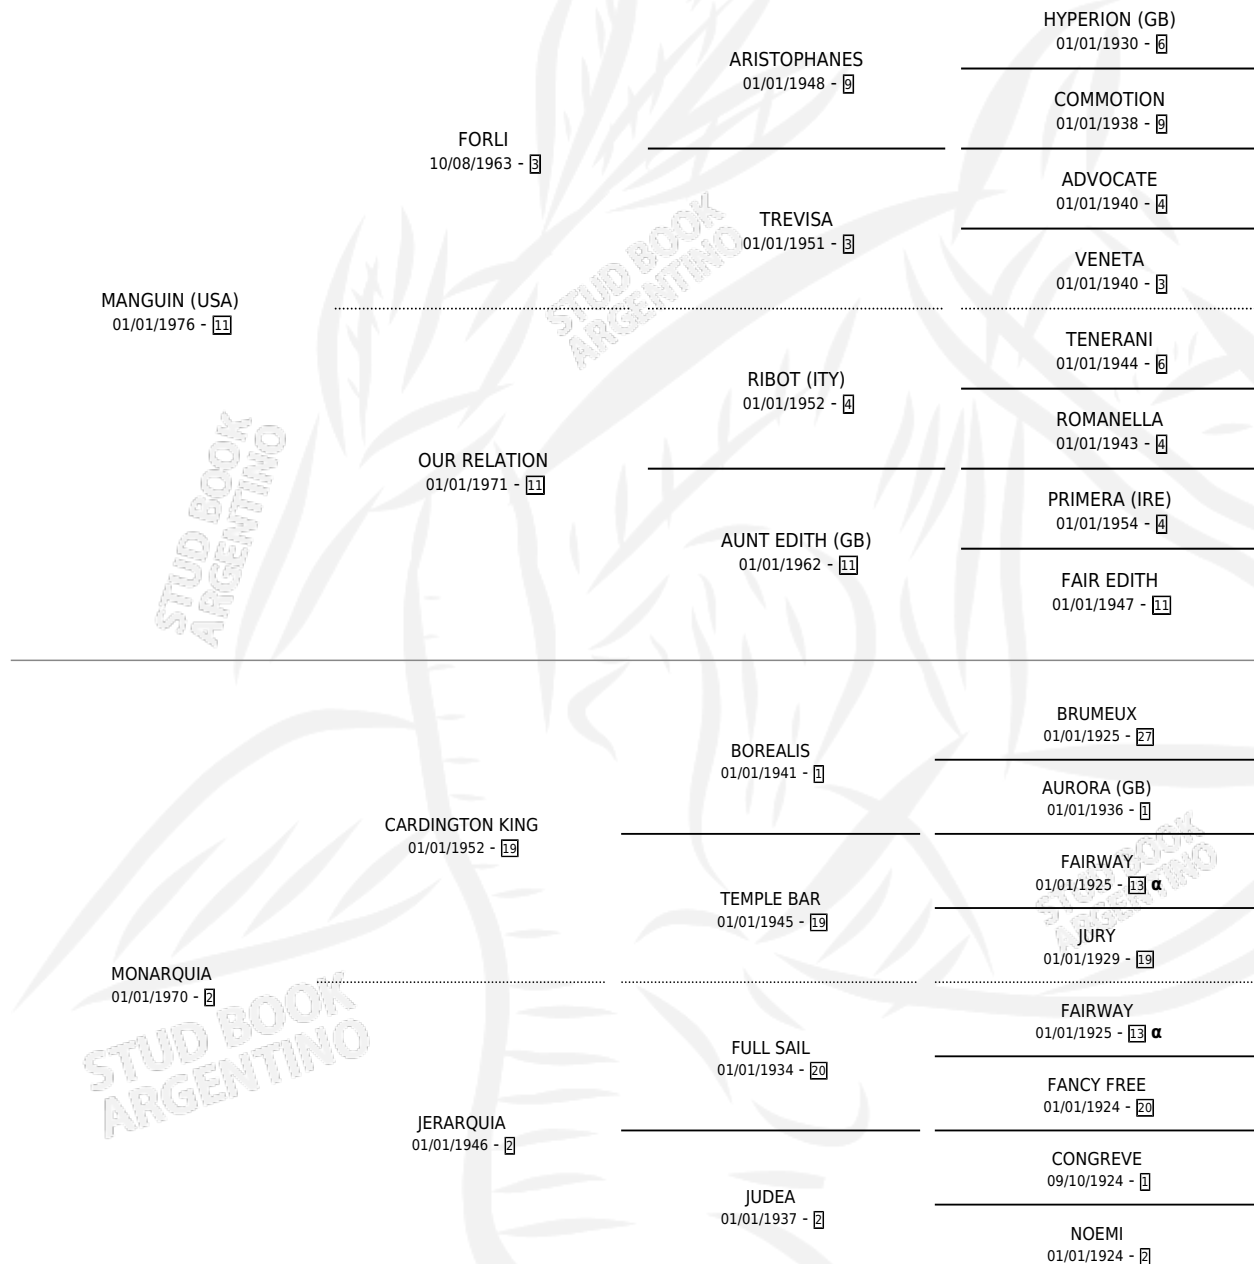 HYPERION (GB)
01/01/1930 - 6
ARISTOPHANES
01/01/1948 - 9
COMMOTION
01/01/1938 - 9
FORLI
10/08/1963 - 3
ADVOCATE
01/01/1940 - 4
TREVISA
01/01/1951 - 3
VENETA
01/01/1940 - 3
MANGUIN (USA)
01/01/1976 - 11
TENERANI
01/01/1944 - 6
RIBOT (ITY)
01/01/1952 - 4
ROMANELLA
01/01/1943 - 4
OUR RELATION
01/01/1971 - 11
PRIMERA (IRE)
01/01/1954 - 4
AUNT EDITH (GB)
01/01/1962 - 11
FAIR EDITH
01/01/1947 - 11
BRUMEUX
01/01/1925 - 27
BOREALIS
01/01/1941 - 1
AURORA (GB)
01/01/1936 - 1
CARDINGTON KING
01/01/1952 - 19
FAIRWAY
01/01/1925 - 13 α
TEMPLE BAR
01/01/1945 - 19
JURY
01/01/1929 - 19
MONARQUIA
01/01/1970 - 2
FAIRWAY
01/01/1925 - 13 α
FULL SAIL
01/01/1934 - 20
FANCY FREE
01/01/1924 - 20
JERARQUIA
01/01/1946 - 2
CONGREVE
09/10/1924 - 1
JUDEA
01/01/1937 - 2
NOEMI
01/01/1924 - 2
STUD BOOK
ARGENTINO
STUD BOOK
ARGENTINO
STUD BOOK
ARGENTINO
STUD BOOK
ARGENTINO